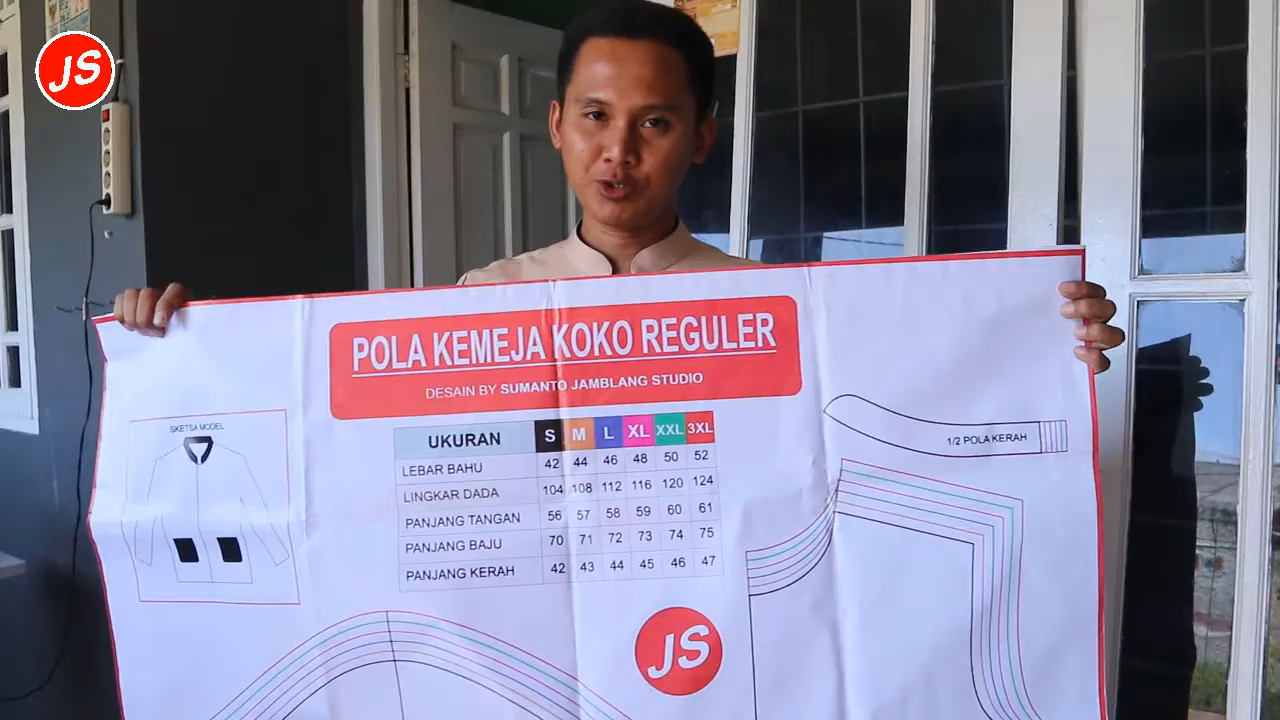 JS
POLA KEMEJA KOKO REGULER
DESAIN BY SUMANTO JAMBLANG STUDIO
SKETSA MODEL
UKURAN S M L XL XXL 3XL
LEBAR BAHU 42 44 46 48 50 52
LINGKAR DADA 104 108 112 116 120 124
PANJANG TANGAN 56 57 58 59 60 61
PANJANG BAJU 70 71 72 73 74 75
PANJANG KERAH 42 43 44 45 46 47
1/2 POLA KERAH
JS